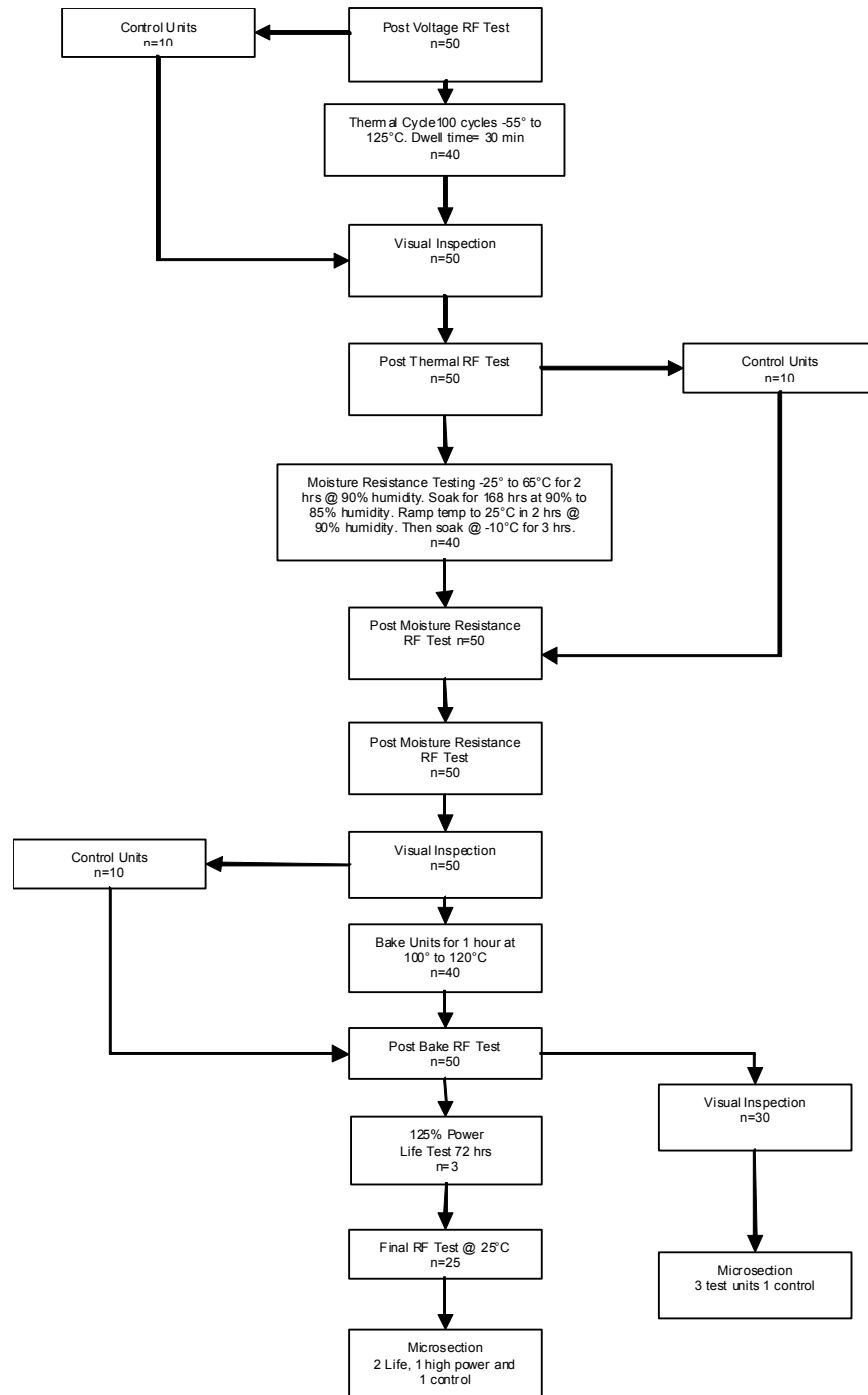 Control Units
n=10
Post Voltage RF Test
n=50
Thermal Cycle100 cycles -55° to
125°C. Dwell time= 30 min
n=40
Visual Inspection
n=50
Post Thermal RF Test
n=50
Control Units
n=10
Moisture Resistance Testing -25° to 65°C for 2
hrs @ 90% humidity. Soak for 168 hrs at 90% to
85% humidity. Ramp temp to 25°C in 2 hrs @
90% humidity. Then soak @ -10°C for 3 hrs.
n=40
Post Moisture Resistance
RF Test n=50
Post Moisture Resistance
RF Test
n=50
Control Units
n=10
Visual Inspection
n=50
Bake Units for 1 hour at
100° to 120°C
n=40
Post Bake RF Test
n=50
Visual Inspection
n=30
125% Power
Life Test 72 hrs
n=3
Final RF Test @ 25°C
n=25
Microsection
3 test units 1 control
Microsection
2 Life, 1 high power and
1 control